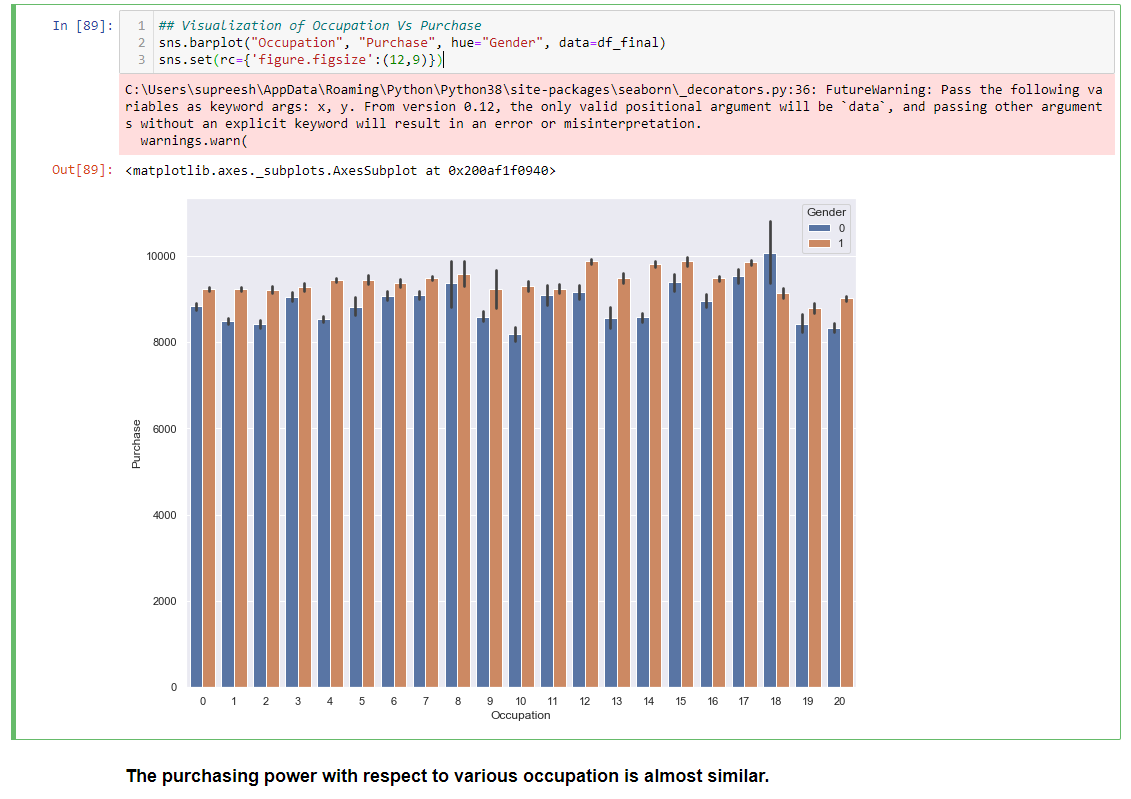 In [89]:
1 ## Visualization of Occupation Vs Purchase
2 sns.barplot("Occupation", "Purchase", hue="Gender", data=df_final)
3 sns.set(rc={'figure.figsize':(12,9)})
C:\Users\supreesh\AppData\Roaming\Python\Python38\site-packages\seaborn\_decorators.py:36: FutureWarning: Pass the following va
riables as keyword args: x, y. From version 0.12, the only valid positional argument will be `data`, and passing other argument
s without an explicit keyword will result in an error or misinterpretation.
  warnings.warn(
Out[89]: <matplotlib.axes._subplots.AxesSubplot at 0x200af1f0940>
Gender
0
1
10000
8000
6000
4000
2000
0
Purchase
0 1 2 3 4 5 6 7 8 9 10 11 12 13 14 15 16 17 18 19 20
Occupation
The purchasing power with respect to various occupation is almost similar.